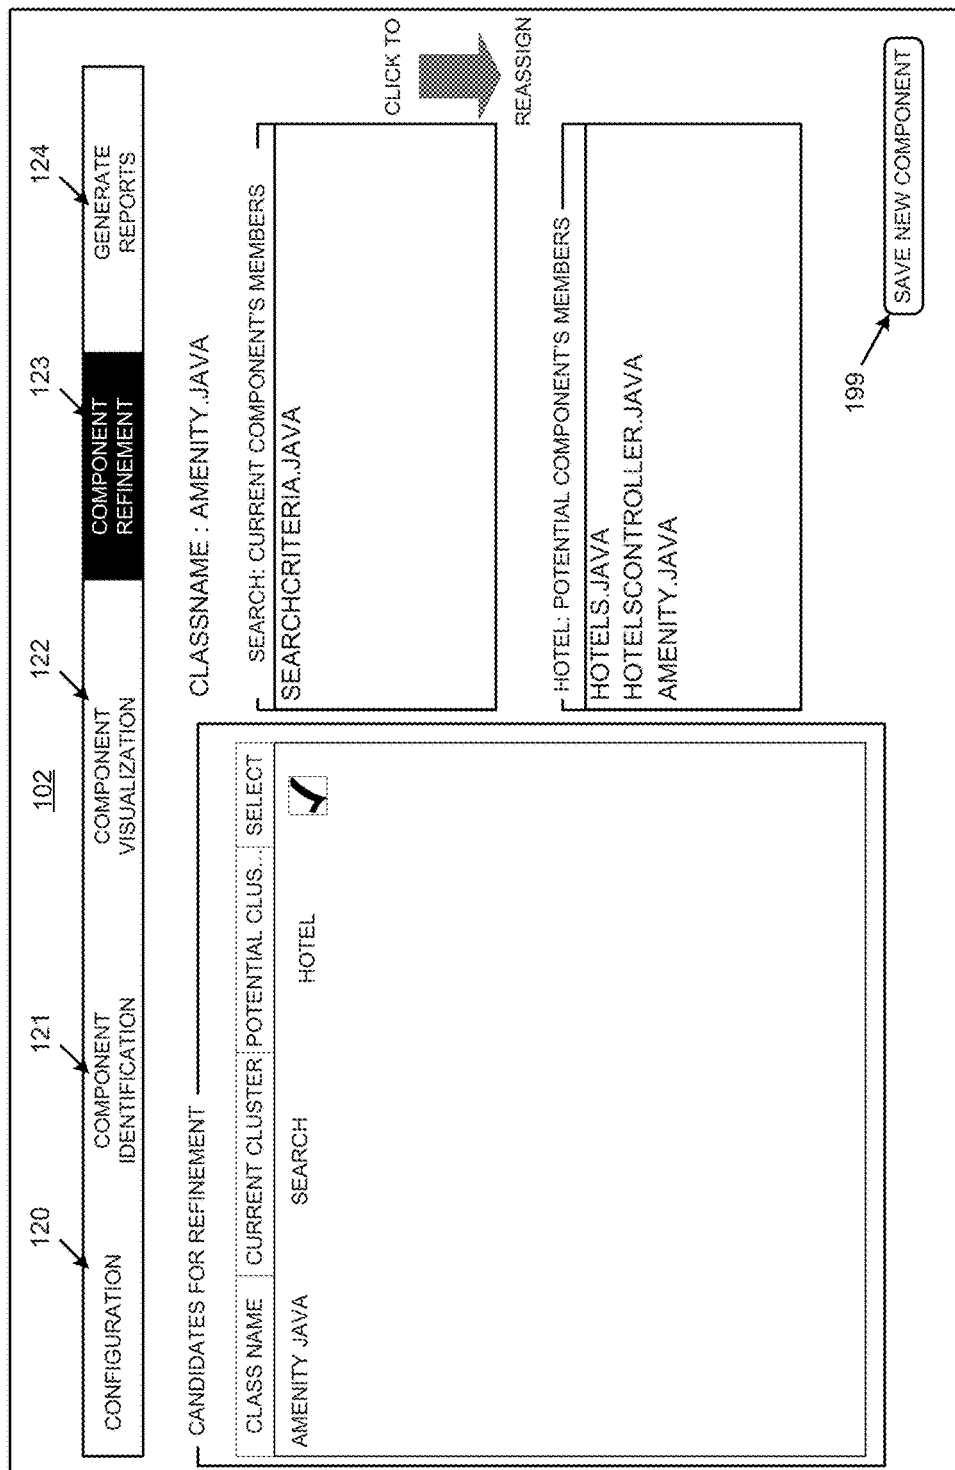 102
120
121
122
123
124
CONFIGURATION
COMPONENT
IDENTIFICATION
COMPONENT
VISUALIZATION
COMPONENT
REFINEMENT
GENERATE
REPORTS
CANDIDATES FOR REFINEMENT
CLASS NAME
CURRENT CLUSTER
POTENTIAL CLUS...
SELECT
AMENITY JAVA
SEARCH
HOTEL
CLASSNAME : AMENITY.JAVA
SEARCH: CURRENT COMPONENT'S MEMBERS
SEARCHCRITERIA.JAVA
CLICK TO
REASSIGN
HOTEL: POTENTIAL COMPONENT'S MEMBERS
HOTELS.JAVA
HOTELSCONTROLLER.JAVA
AMENITY.JAVA
199
SAVE NEW COMPONENT